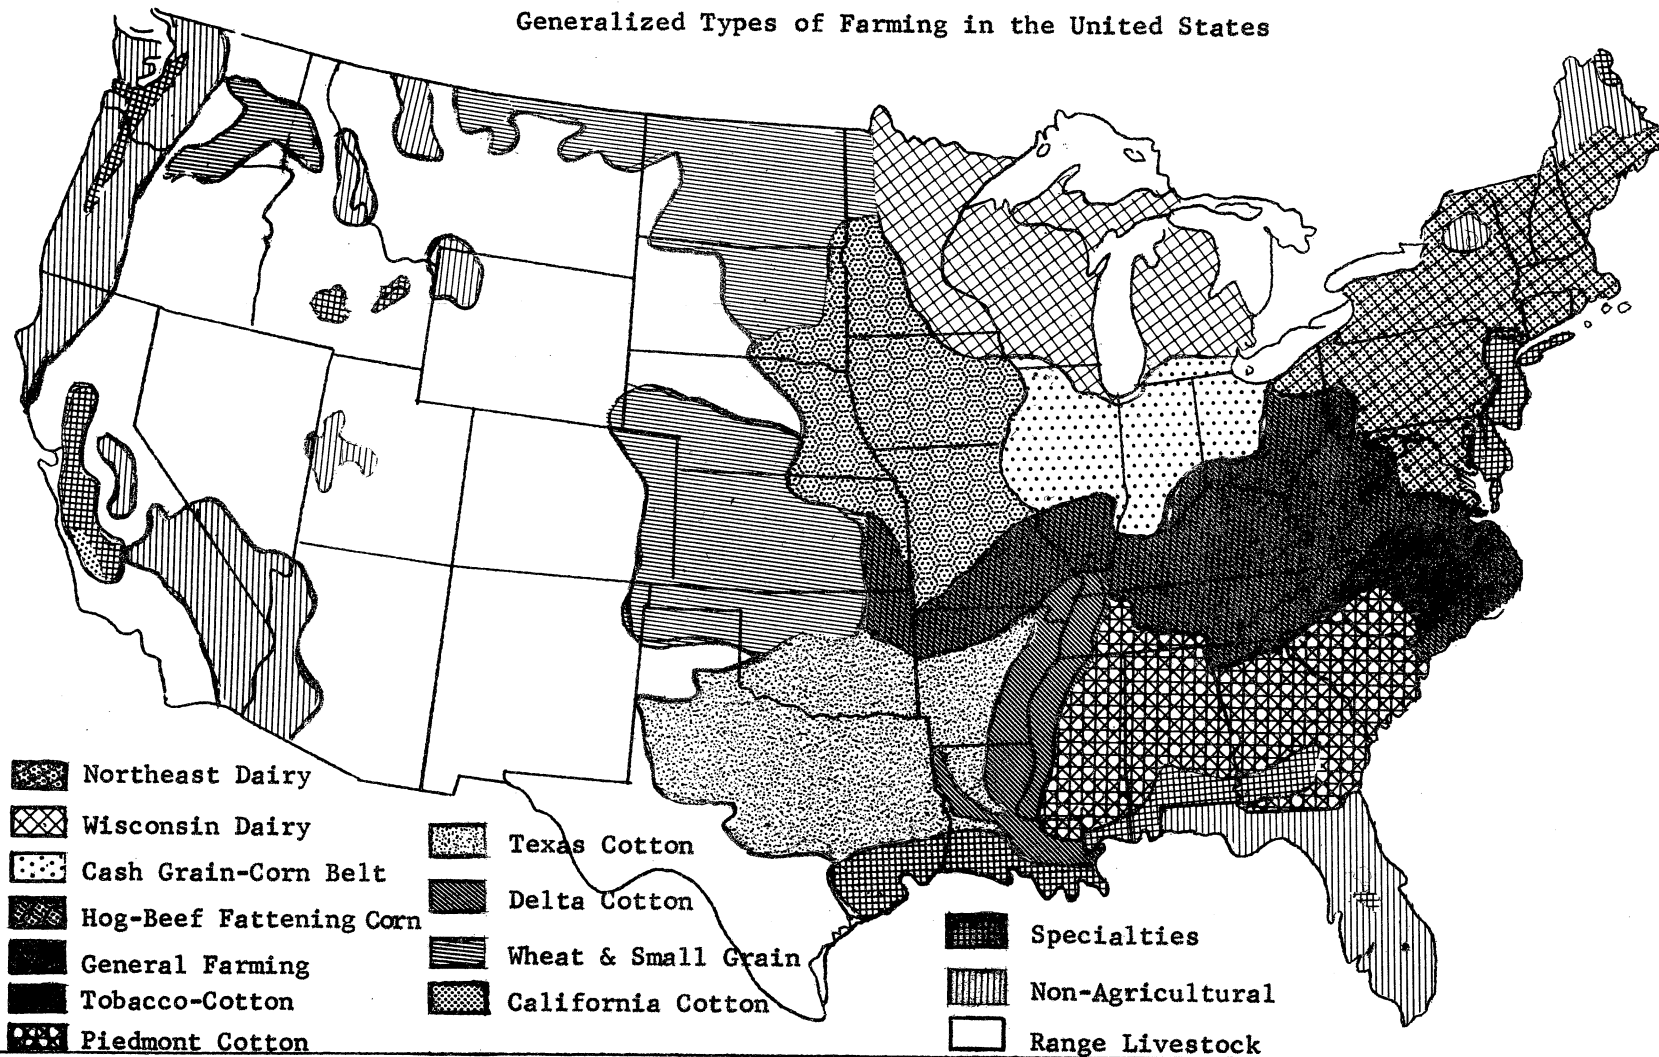 Generalized Types of Farming in the United States
Northeast Dairy
Wisconsin Dairy
Cash Grain-Corn Belt
Hog-Beef Fattening Corn
General Farming
Tobacco-Cotton
Piedmont Cotton
Texas Cotton
Delta Cotton
Wheat & Small Grain
California Cotton
Specialties
Non-Agricultural
Range Livestock